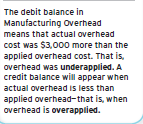 The debit balance in
Manufacturing Overhead
means that actual overhead
cost was $3,000 more than the
applied overhead cost. That is,
overhead was underapplied. A
credit balance will appear when
actual overhead is less than
applied overhead—that is, when
overhead is overapplied.